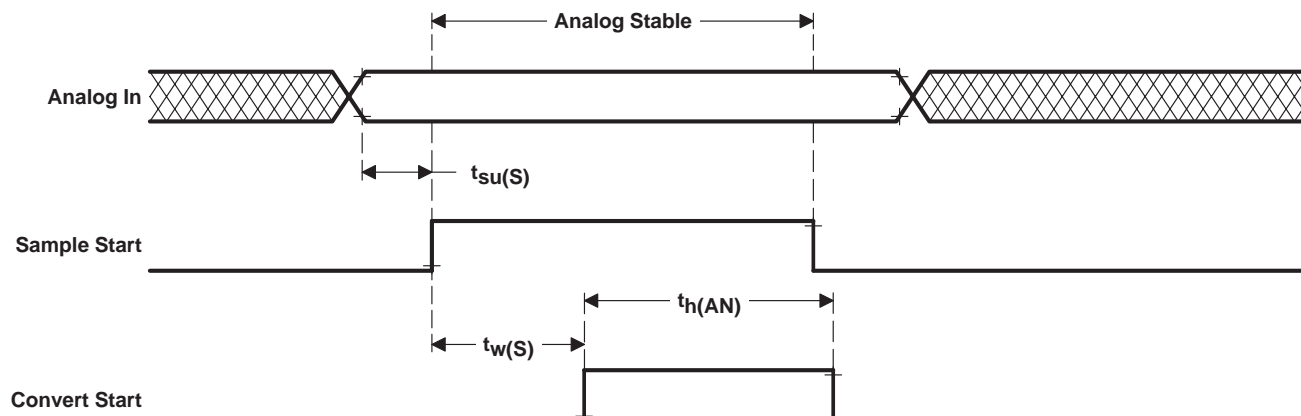 Analog Stable
Analog In
tsu(S)
Sample Start
th(AN)
tw(S)
Convert Start